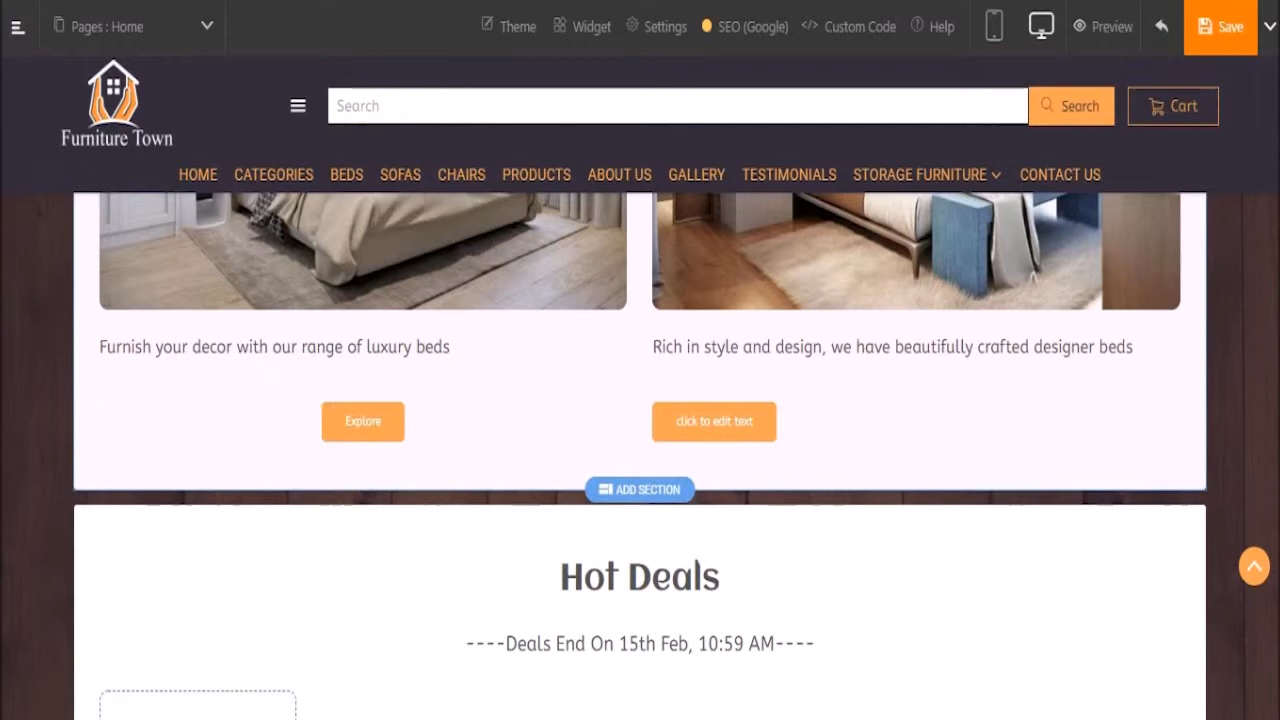 Pages : Home
Theme
Widget
Settings
SEO (Google)
Custom Code
Help
Preview
Save
Furniture Town
Search
Search
Cart
HOME CATEGORIES BEDS SOFAS CHAIRS PRODUCTS ABOUT US GALLERY TESTIMONIALS STORAGE FURNITURE CONTACT US
Furnish your decor with our range of luxury beds
Rich in style and design, we have beautifully crafted designer beds
Explore
click to edit text
ADD SECTION
Hot Deals
----Deals End On 15th Feb, 10:59 AM----